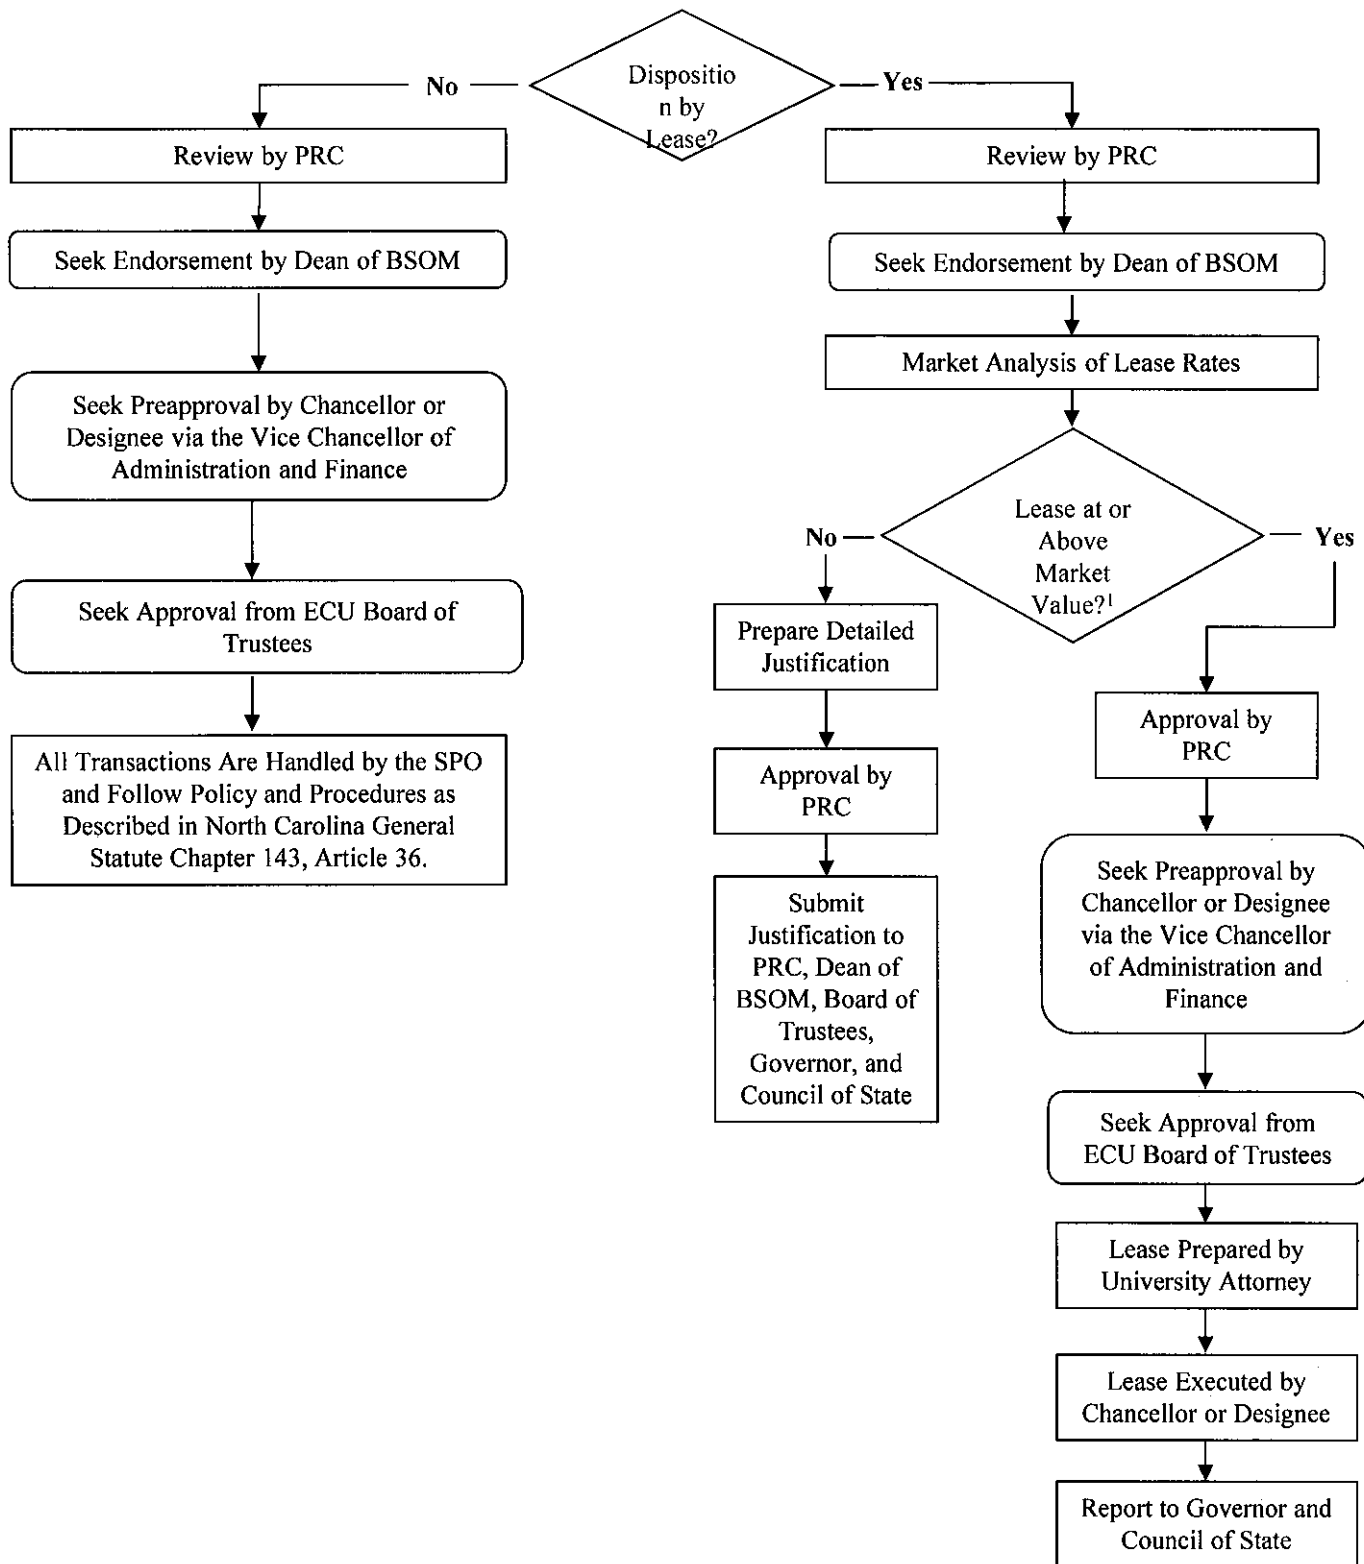 Dispositio
n by
Lease?
No
Yes
Review by PRC
Seek Endorsement by Dean of BSOM
Seek Preapproval by Chancellor or
Designee via the Vice Chancellor of
Administration and Finance
Seek Approval from ECU Board of
Trustees
All Transactions Are Handled by the SPO
and Follow Policy and Procedures as
Described in North Carolina General
Statute Chapter 143, Article 36.
Review by PRC
Seek Endorsement by Dean of BSOM
Market Analysis of Lease Rates
Lease at or
Above
Market
Value?¹
No
Yes
Prepare Detailed
Justification
Approval by
PRC
Submit
Justification to
PRC, Dean of
BSOM, Board of
Trustees,
Governor, and
Council of State
Approval by
PRC
Seek Preapproval by
Chancellor or Designee
via the Vice Chancellor
of Administration and
Finance
Seek Approval from
ECU Board of Trustees
Lease Prepared by
University Attorney
Lease Executed by
Chancellor or Designee
Report to Governor and
Council of State